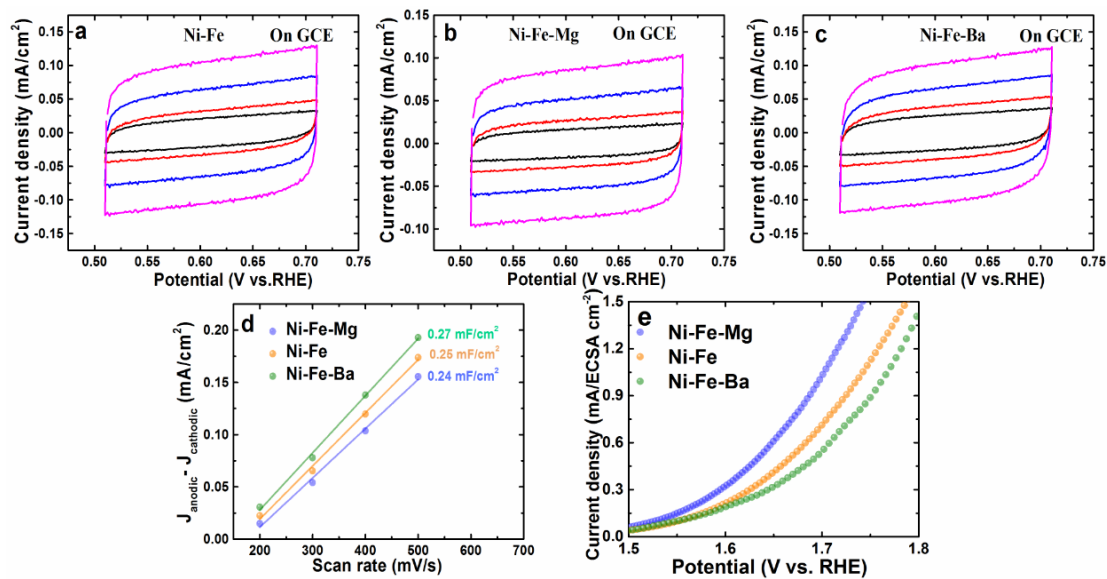 a
Ni-Fe
On GCE
Current density (mA/cm²)
0.15
0.10
0.05
0.00
-0.05
-0.10
-0.15
0.50
0.55
0.60
0.65
0.70
0.75
Potential (V vs.RHE)
b
Ni-Fe-Mg
On GCE
Current density (mA/cm²)
0.15
0.10
0.05
0.00
-0.05
-0.10
0.50
0.55
0.60
0.65
0.70
0.75
Potential (V vs.RHE)
c
Ni-Fe-Ba
On GCE
Current density (mA/cm²)
0.15
0.10
0.05
0.00
-0.05
-0.10
-0.15
0.50
0.55
0.60
0.65
0.70
0.75
Potential (V vs.RHE)
d
Ni-Fe-Mg
Ni-Fe
Ni-Fe-Ba
0.27 mF/cm²
0.25 mF/cm²
0.24 mF/cm²
J anodic - J cathodic (mA/cm²)
0.20
0.15
0.10
0.05
0.00
200
300
400
500
600
700
Scan rate (mV/s)
e
Ni-Fe-Mg
Ni-Fe
Ni-Fe-Ba
Current density (mA/ECSA cm⁻²)
1.5
1.2
0.9
0.6
0.3
0.0
1.5
1.6
1.7
1.8
Potential (V vs. RHE)